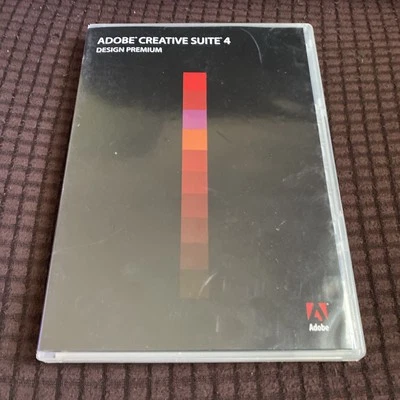 ADOBE® CREATIVE SUITE® 4
DESIGN PREMIUM
Adobe